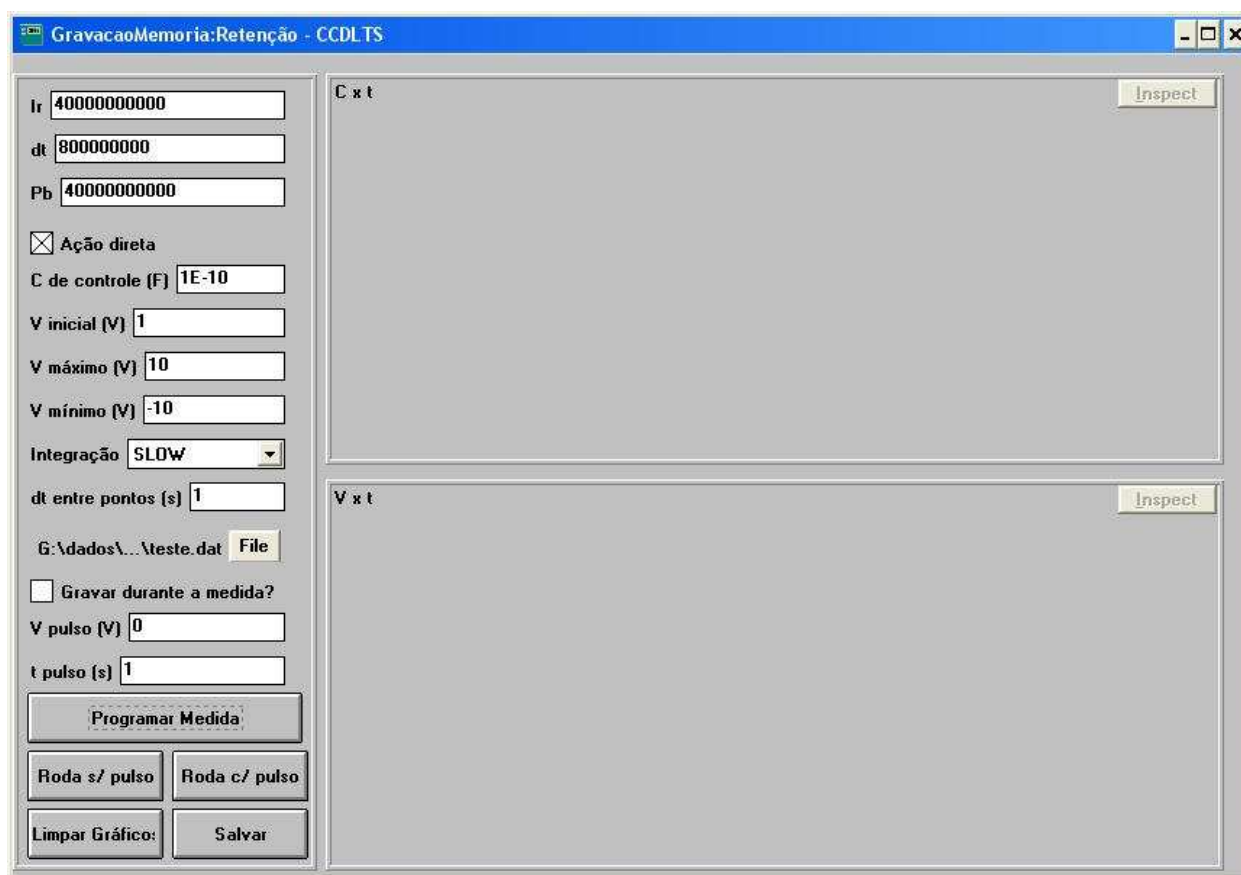 GravacaoMemoria:Retenção - CCDLTS
Ir 40000000000
dt 800000000
Pb 40000000000
Ação direta
C de controle (F) 1E-10
V inicial (V) 1
V máximo (V) 10
V mínimo (V) -10
Integração SLOW
dt entre pontos (s) 1
G:\dados\...\teste.dat File
Gravar durante a medida?
V pulso (V) 0
t pulso (s) 1
Programar Medida
Roda s/ pulso Roda c/ pulso
Limpar Gráficos Salvar
C x t Inspect
V x t Inspect